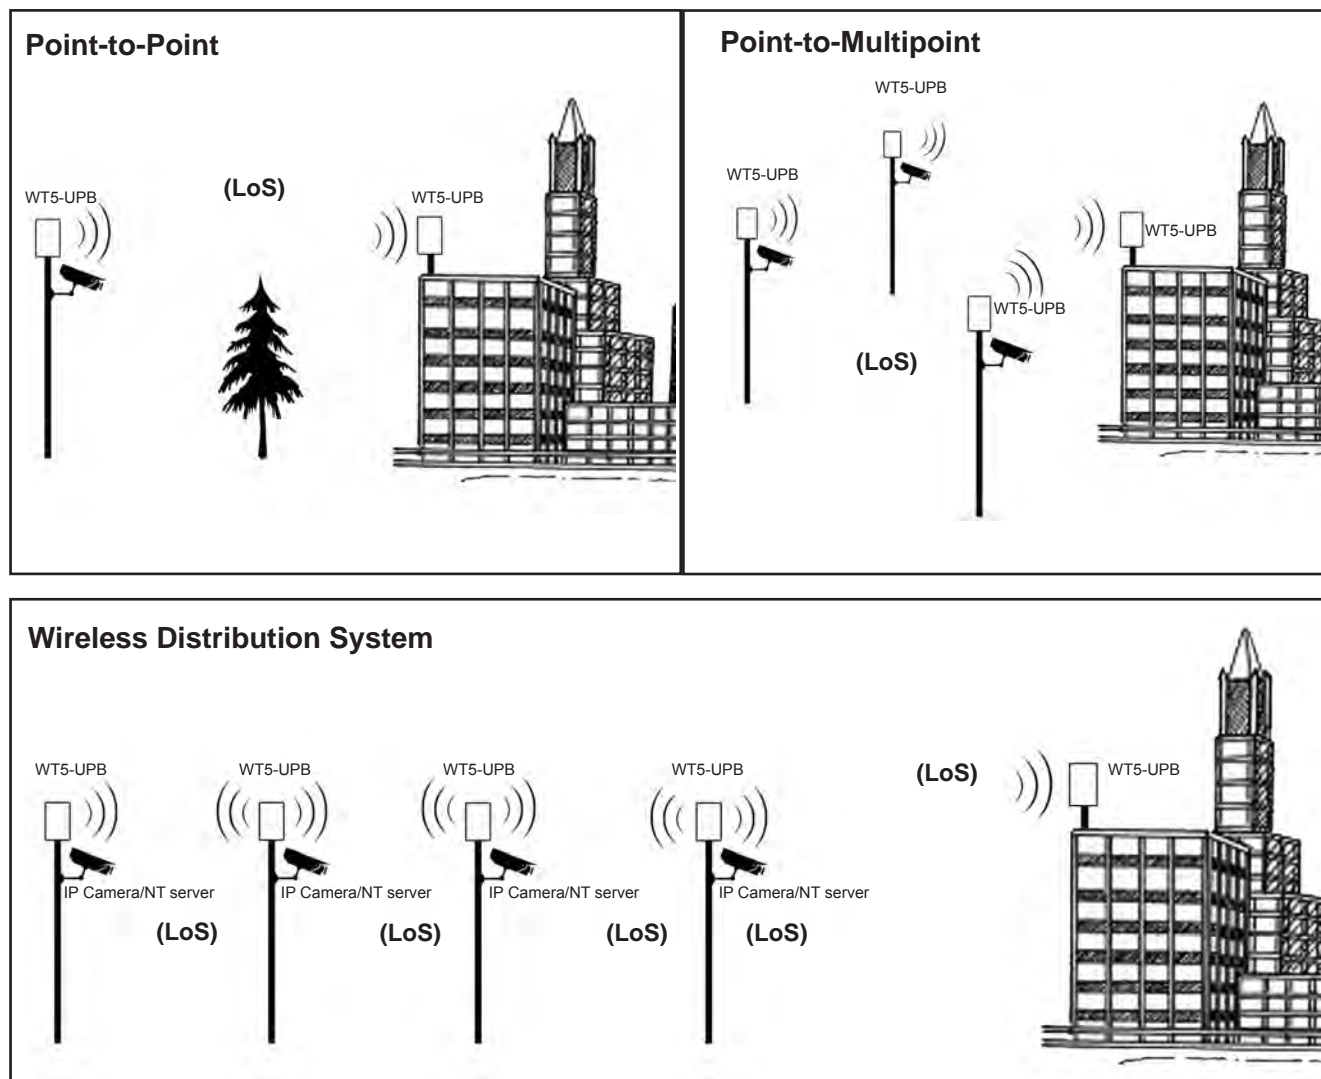 Point-to-Point
WT5-UPB
(LoS)
WT5-UPB
Point-to-Multipoint
WT5-UPB
WT5-UPB
WT5-UPB
WT5-UPB
(LoS)
Wireless Distribution System
WT5-UPB
WT5-UPB
WT5-UPB
WT5-UPB
(LoS)
WT5-UPB
IP Camera/NT server
IP Camera/NT server
IP Camera/NT server
IP Camera/NT server
(LoS)
(LoS)
(LoS)
(LoS)